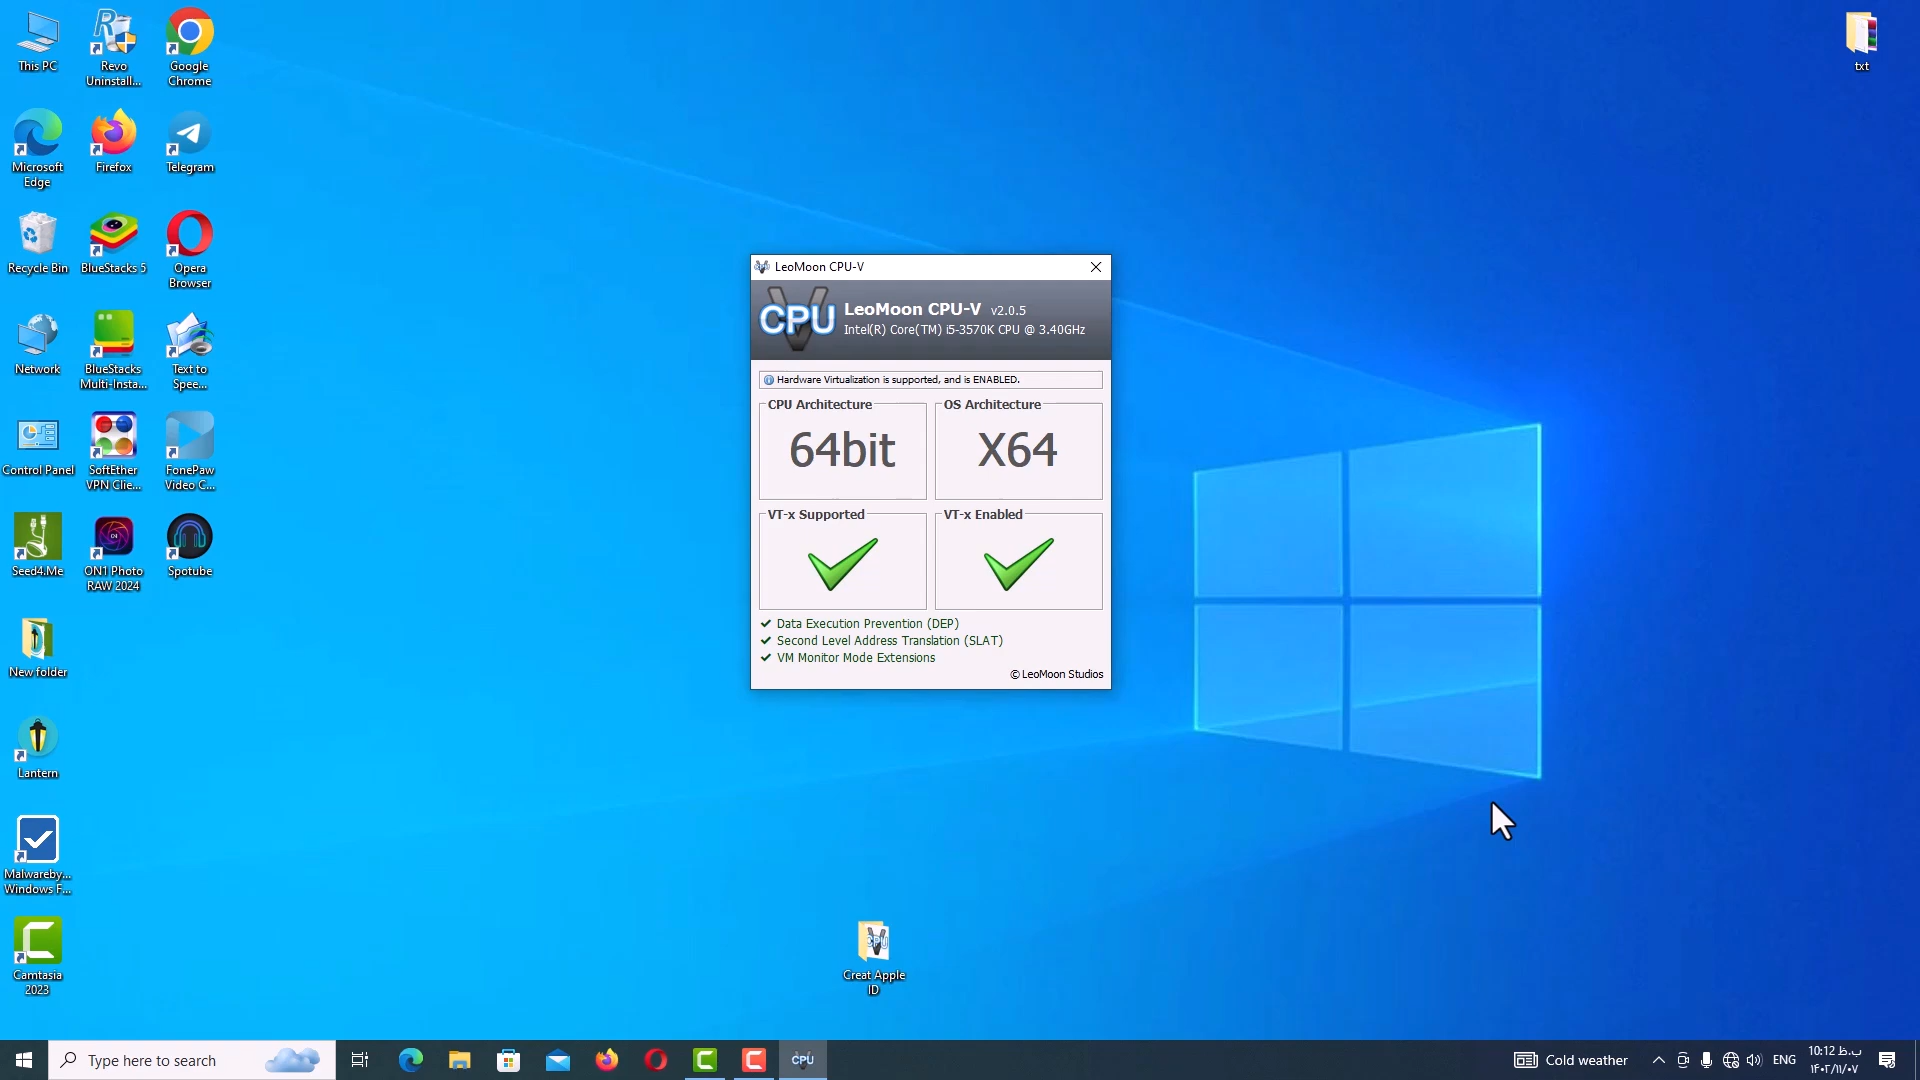 This PC
Revo
Uninstall...
Google
Chrome
txt
Microsoft
Edge
Firefox
Telegram
Recycle Bin
BlueStacks 5
Opera
Browser
Network
BlueStacks
Multi-Insta...
Text to
Spee...
Control Panel
SoftEther
VPN Clie...
FonePaw
Video C...
Seed4.Me
ON1 Photo
RAW 2024
Spotube
New folder
Lantern
Malwareby...
Windows F...
Camtasia
2023
LeoMoon CPU-V
CPU
LeoMoon CPU-V v2.0.5
Intel(R) Core(TM) i5-3570K CPU @ 3.40GHz
Hardware Virtualization is supported, and is ENABLED.
CPU Architecture
64bit
OS Architecture
X64
VT-x Supported
VT-x Enabled
Data Execution Prevention (DEP)
Second Level Address Translation (SLAT)
VM Monitor Mode Extensions
© LeoMoon Studios
Creat Apple
ID
Type here to search
CPU
Cold weather
ENG
10:12 ب.ظ
۱۴۰۲/۱۱/۰۷